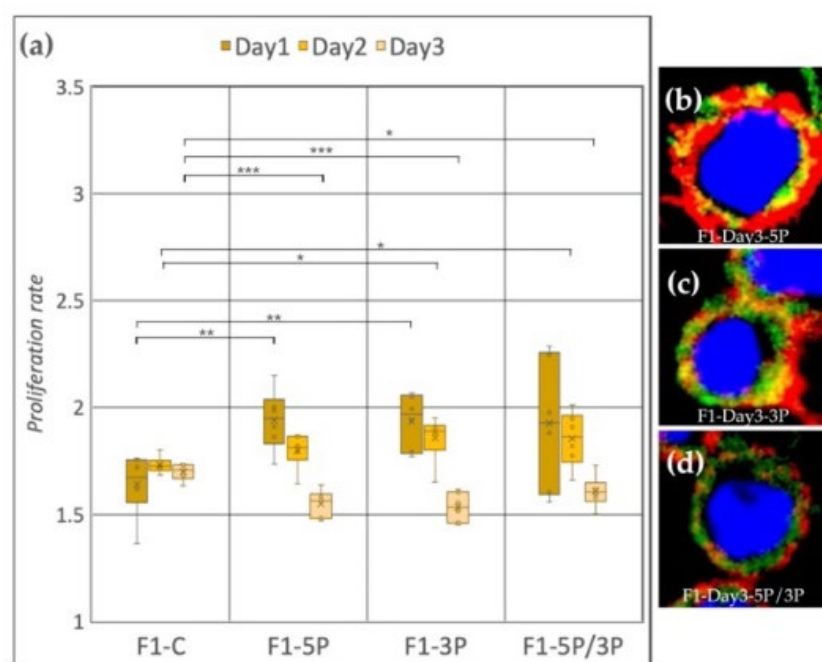 (a)
Day1 Day2 Day3
3.5
3
2.5
2
1.5
1
Proliferation rate
*
***
***
*
*
**
**
F1-C F1-5P F1-3P F1-5P/3P
(b)
F1-Day3-5P
(c)
F1-Day3-3P
(d)
F1-Day3-5P/3P